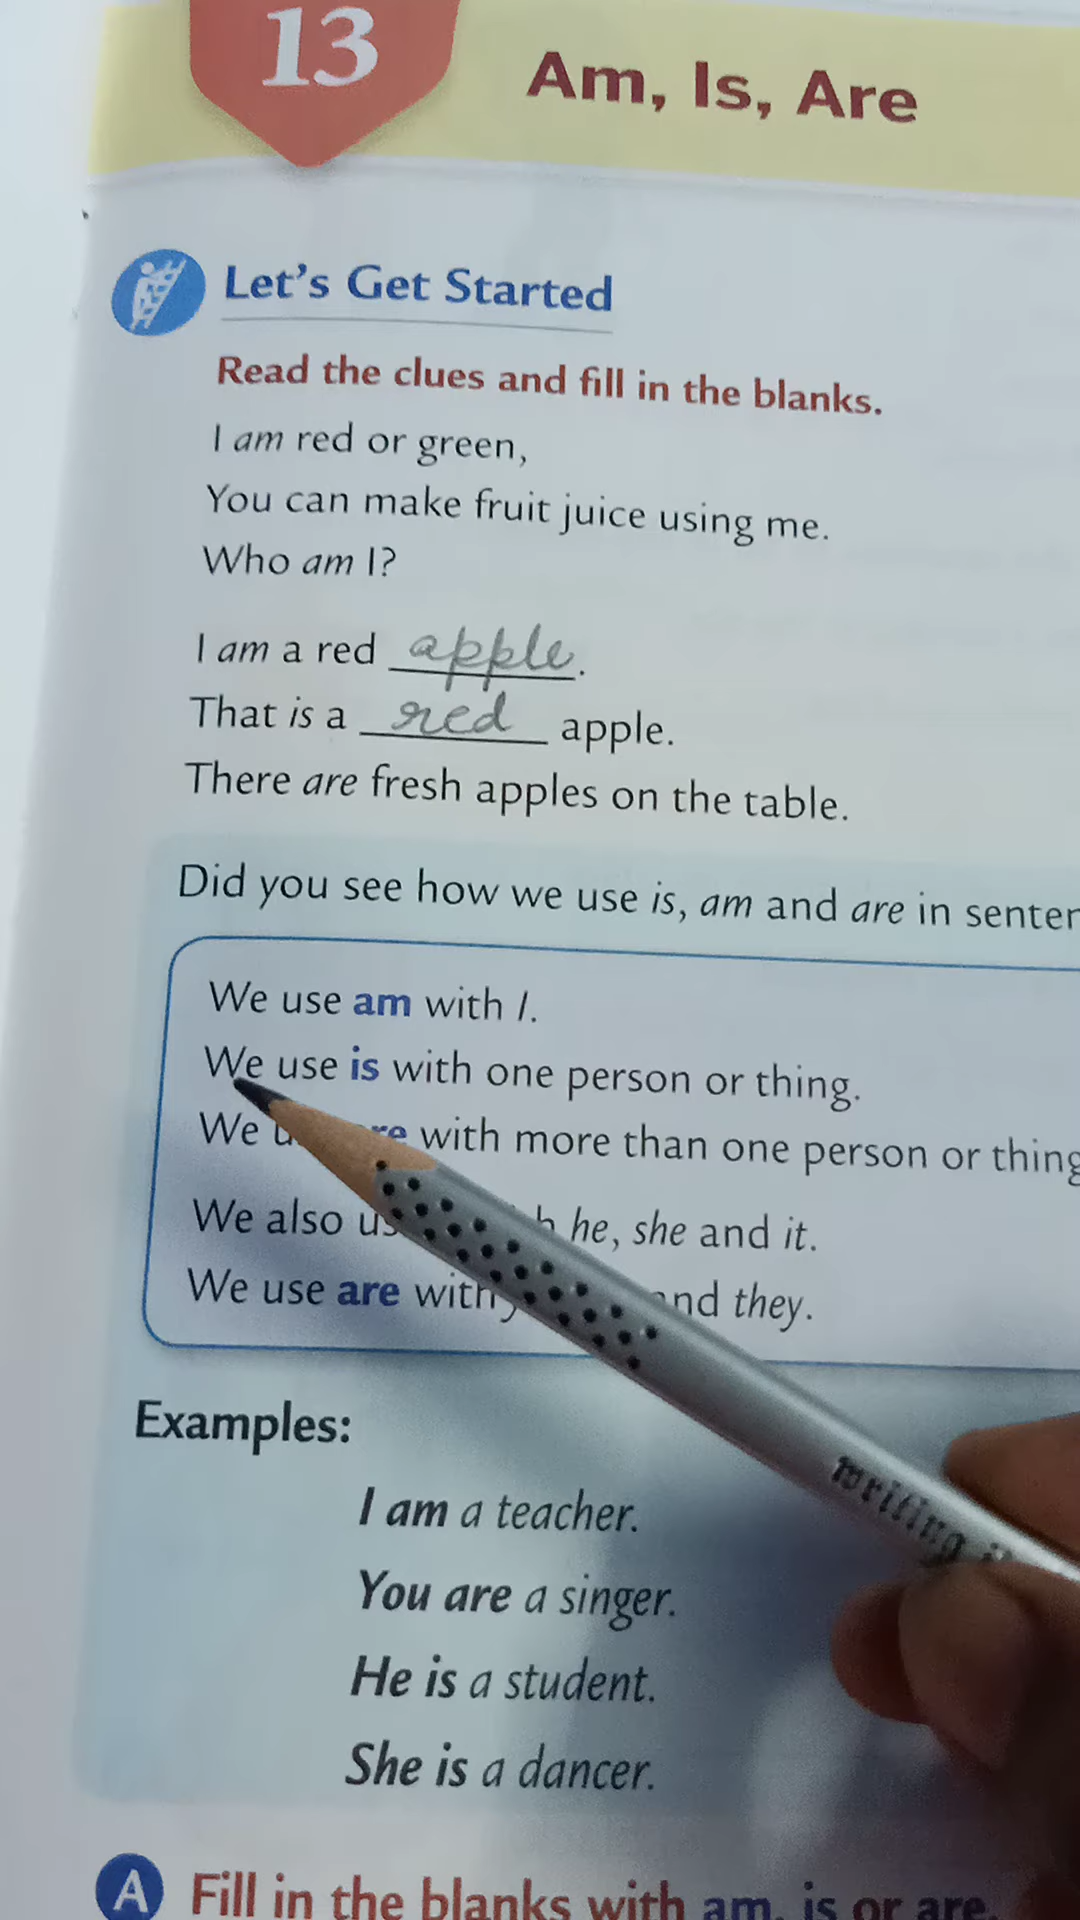 13
Am, Is, Are
Let's Get Started
Read the clues and fill in the blanks.
I am red or green,
You can make fruit juice using me.
Who am I?
I am a red apple.
That is a red apple.
There are fresh apples on the table.
Did you see how we use is, am and are in
We use am with I.
We use is with one person or thing.
We with more than one person or
We also he, she and it.
We use are with and they.
Examples:
I am a teacher.
You are a singer.
He is a student.
She is a dancer.
A Fill in the blanks with am, is or are.
writing